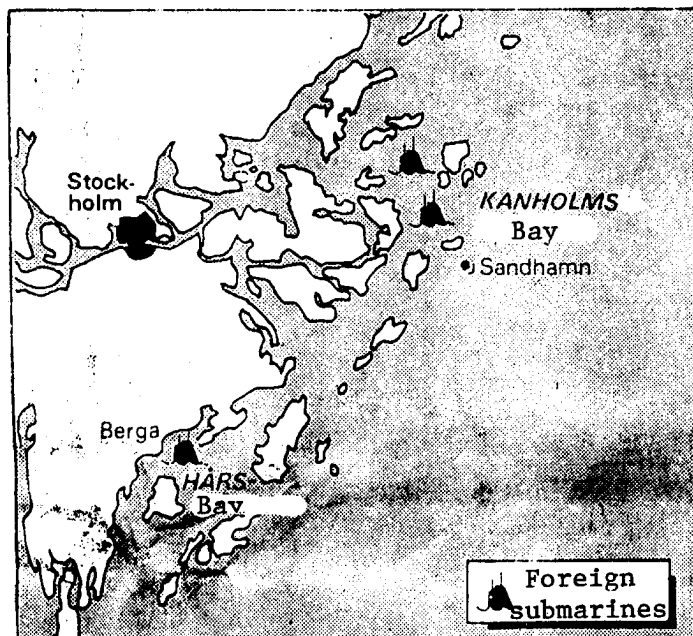 Stock-
holm
KANHOLMS
Bay
Sandhamn
Berga
HÅRS-
Bay
Foreign
submarines